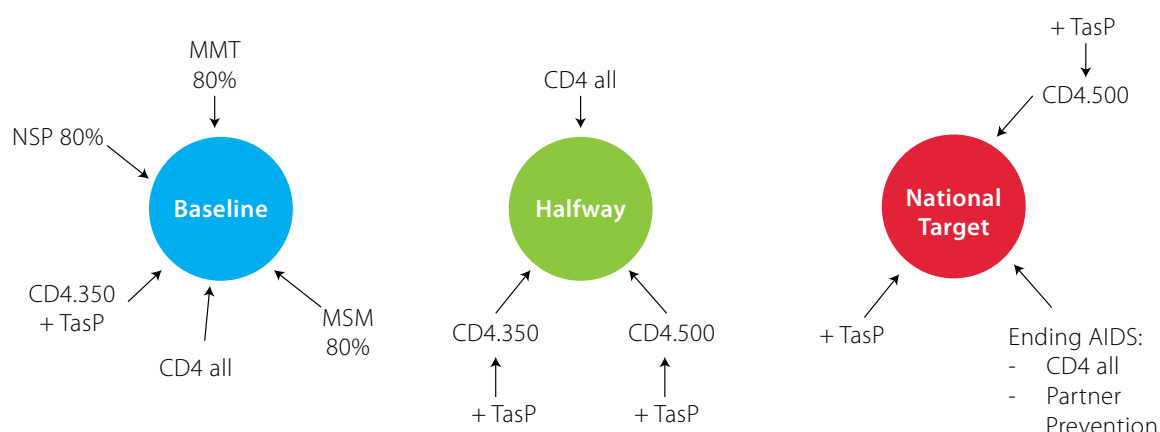 MMT
80%
NSP 80%
Baseline
CD4.350
+ TasP
CD4 all
MSM
80%
CD4 all
Halfway
CD4.350
+ TasP
CD4.500
+ TasP
+ TasP
CD4.500
National
Target
+ TasP
Ending AIDS:
- CD4 all
- Partner
Prevention